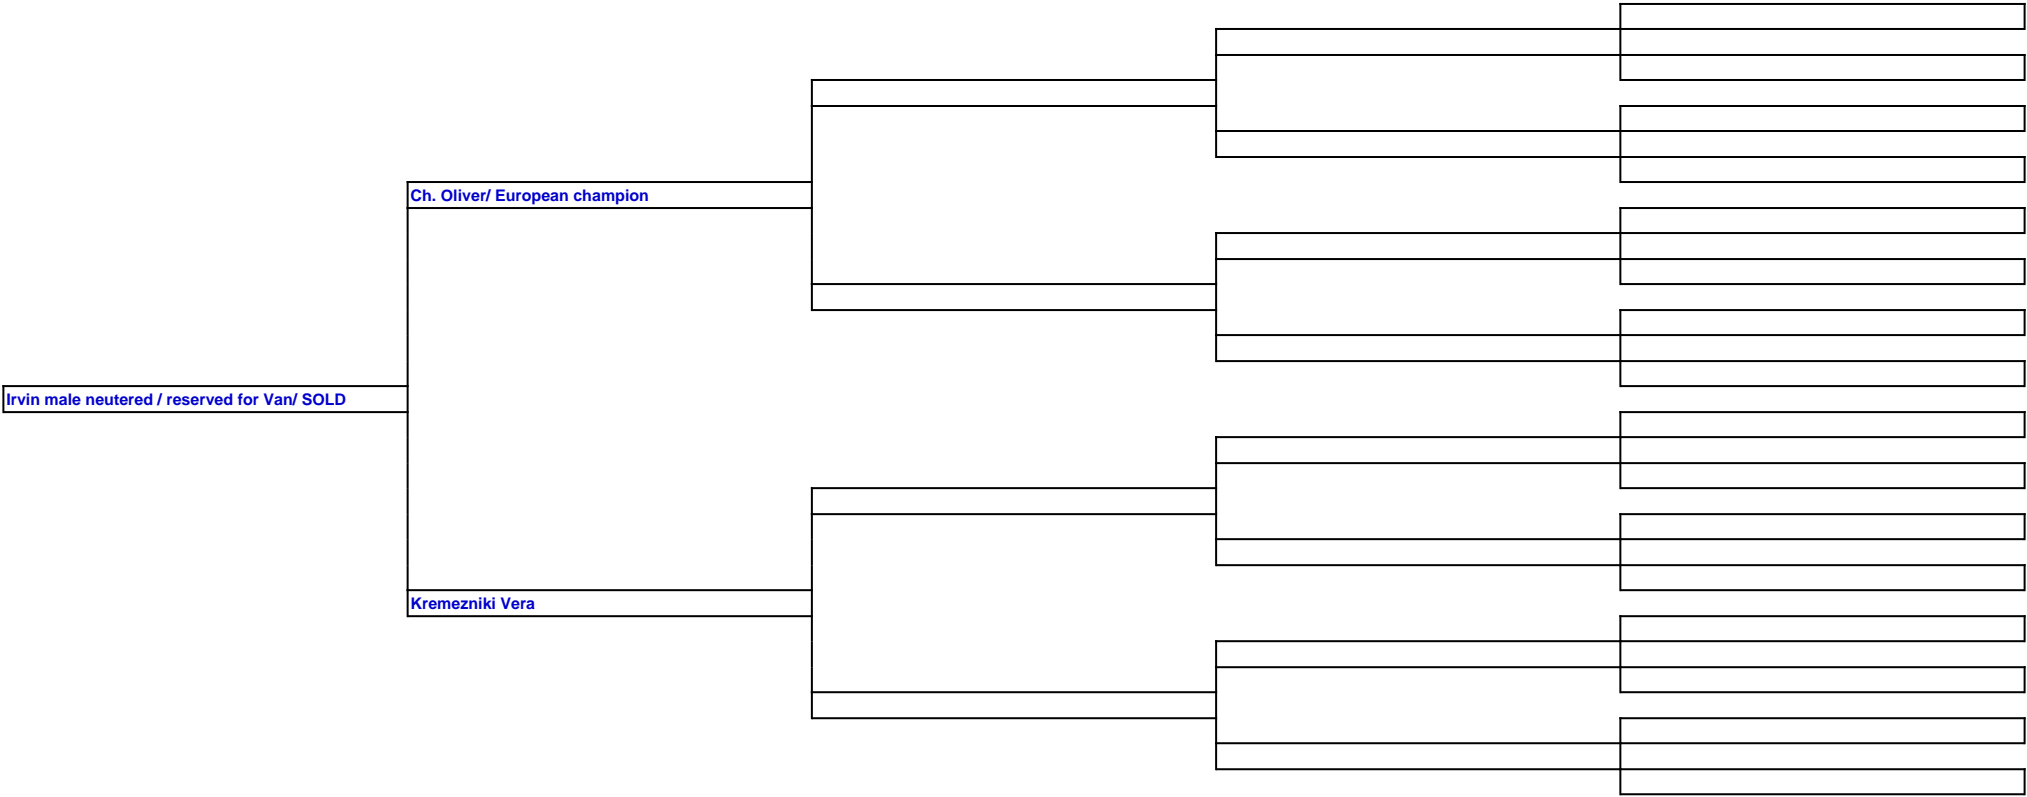 Ch. Oliver/ European champion
Irvin male neutered / reserved for Van/ SOLD
Kremezniki Vera